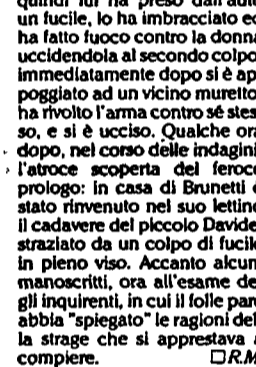 quindi lui ha preso dall'auto
un fucile, lo ha imbracciato ed
ha fatto fuoco contro la donna
uccidendola al secondo colpo,
immediatamente dopo si è ap
poggiato ad un vicino muretto,
ha rivolto l'arma contro sé stes
so, e si è ucciso. Qualche ora
dopo, nel corso delle indagini
l'atroce scoperta del feroce
prologo: in casa di Brunetti è
stato rinvenuto nel suo lettino
il cadavere del piccolo Davide
straziato da un colpo di fucile
in pieno viso. Accanto alcun
manoscritti, ora all'esame de
gli inquirenti, in cui il folle pare
abbia "spiegato" le ragioni del
la strage che si apprestava a
compiere. □ R.M